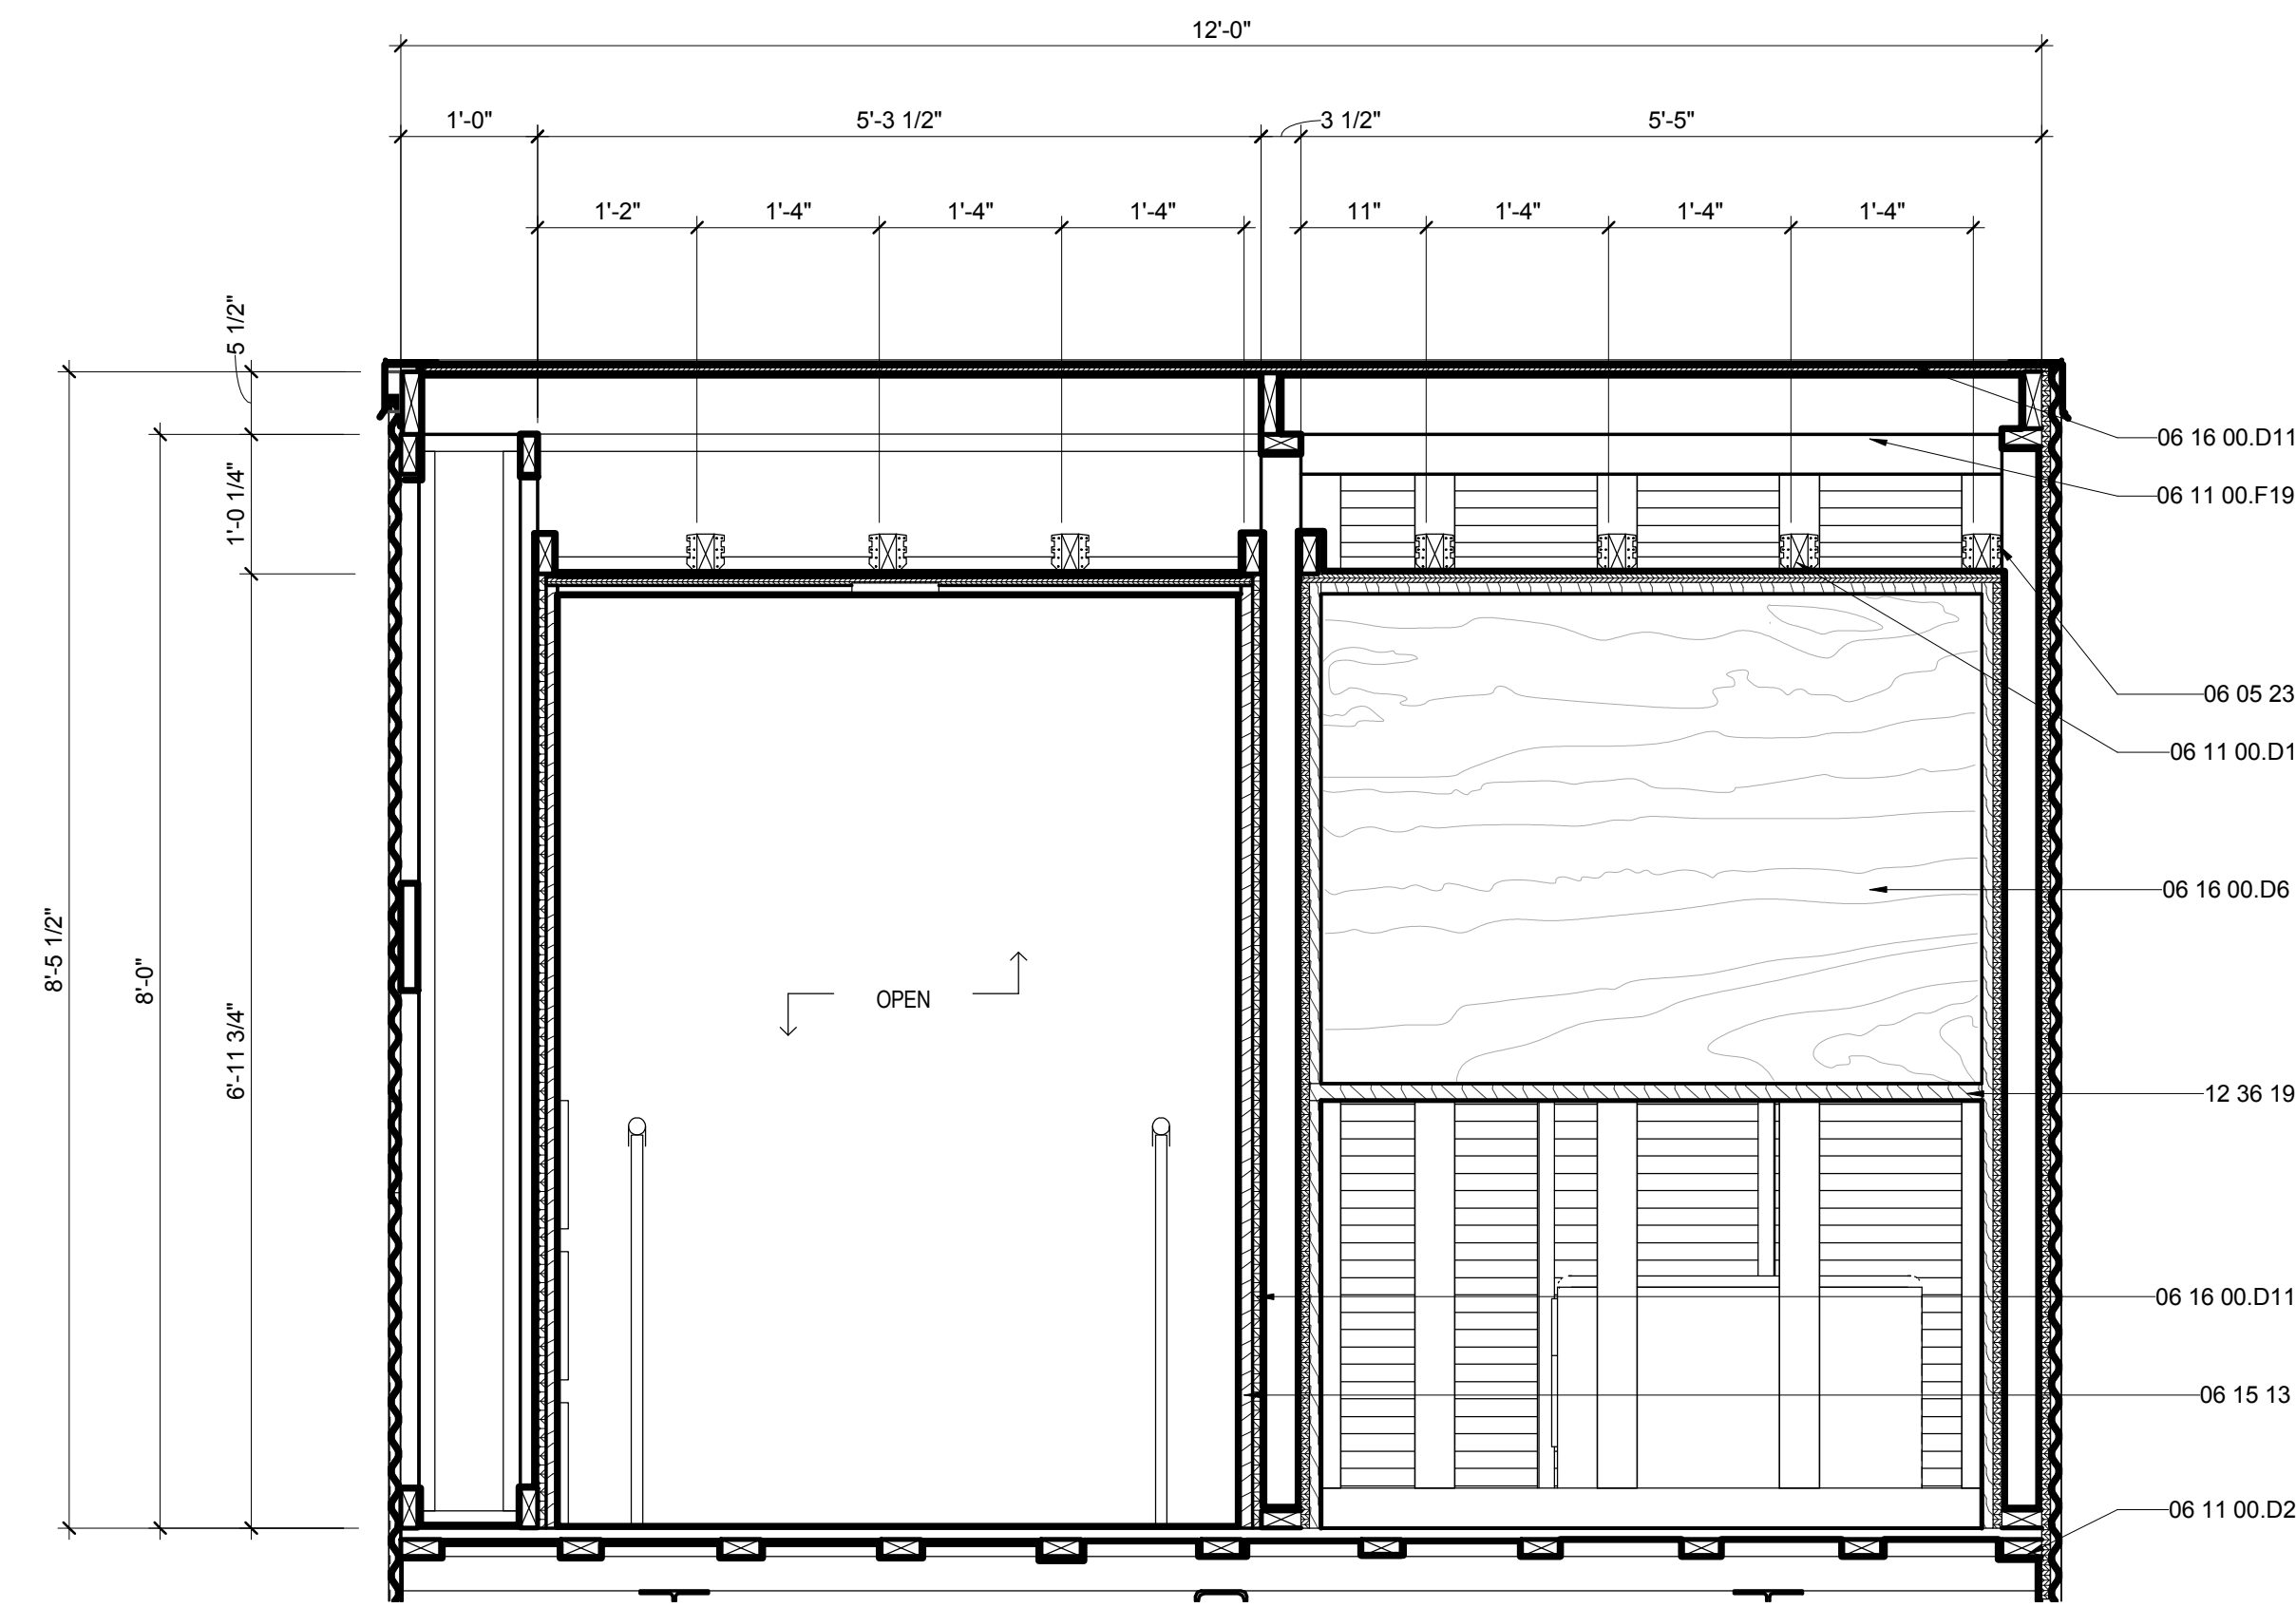 12'-0"
1'-0"
5'-3 1/2"
3 1/2"
5'-5"
1'-2"
1'-4"
1'-4"
1'-4"
11"
1'-4"
1'-4"
1'-4"
5 1/2"
1'-0 1/4"
8'-5 1/2"
8'-0"
6'-11 3/4"
OPEN
06 16 00.D11
06 11 00.F19
06 05 23
06 11 00.D1
06 16 00.D6
12 36 19
06 16 00.D11
06 15 13
06 11 00.D2